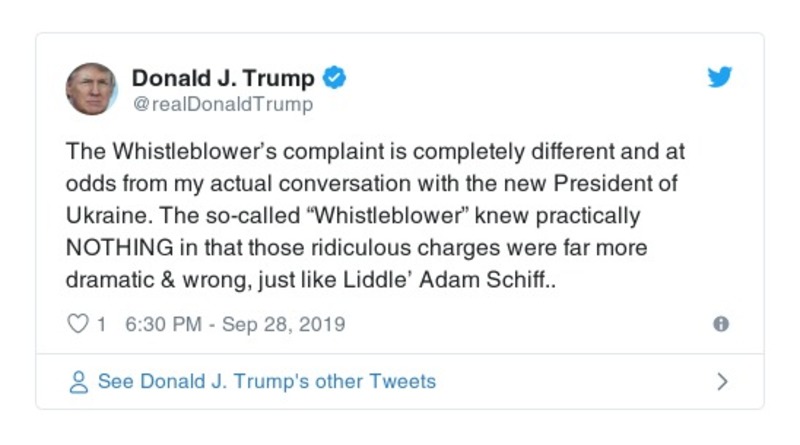 Donald J. Trump
@realDonaldTrump
The Whistleblower’s complaint is completely different and at
odds from my actual conversation with the new President of
Ukraine. The so-called “Whistleblower” knew practically
NOTHING in that those ridiculous charges were far more
dramatic & wrong, just like Liddle’ Adam Schiff..
1 6:30 PM - Sep 28, 2019
See Donald J. Trump's other Tweets